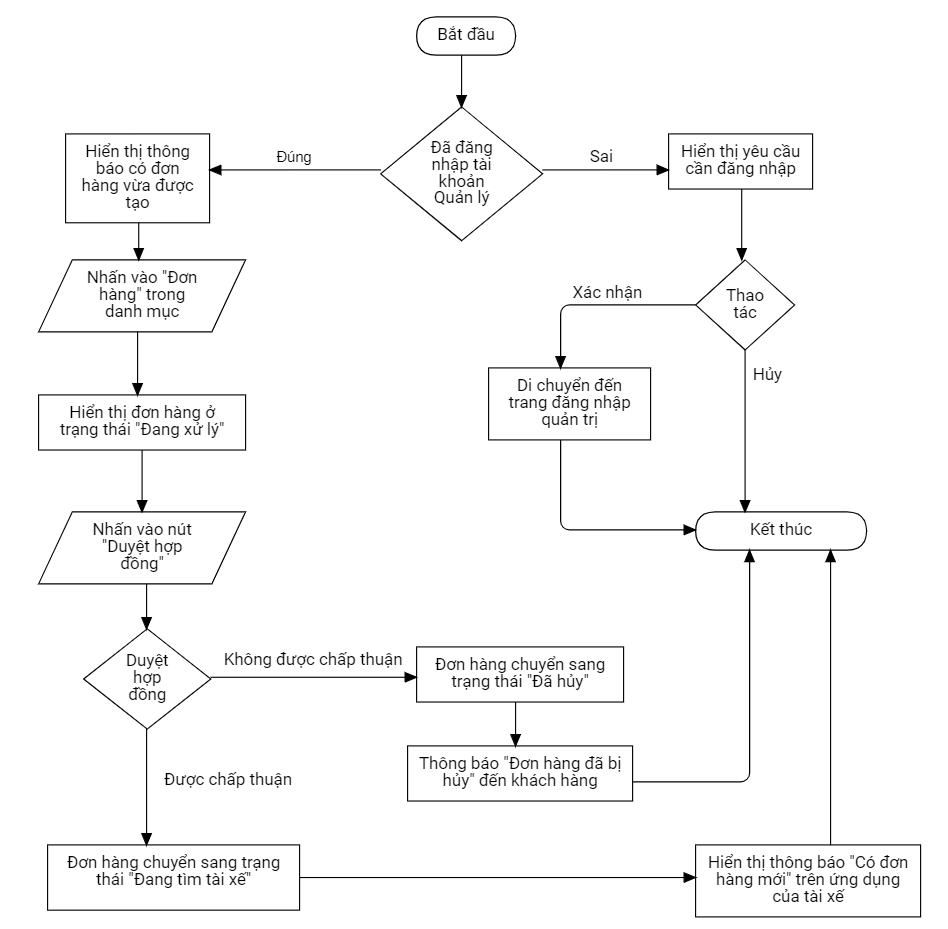 Bắt đầu
Đã đăng
nhập tài
khoản
Quản lý
Đúng
Sai
Hiển thị thông
báo có đơn
hàng vừa được
tạo
Hiển thị yêu cầu
cần đăng nhập
Nhấn vào "Đơn
hàng" trong
danh mục
Thao
tác
Xác nhận
Hủy
Di chuyển đến
trang đăng nhập
quản trị
Hiển thị đơn hàng ở
trạng thái "Đang xử lý"
Nhấn vào nút
"Duyệt hợp
đồng"
Kết thúc
Duyệt
hợp
đồng
Không được chấp thuận
Đơn hàng chuyển sang
trạng thái "Đã hủy"
Thông báo "Đơn hàng đã bị
hủy" đến khách hàng
Được chấp thuận
Đơn hàng chuyển sang trạng
thái "Đang tìm tài xế"
Hiển thị thông báo "Có đơn
hàng mới" trên ứng dụng
của tài xế